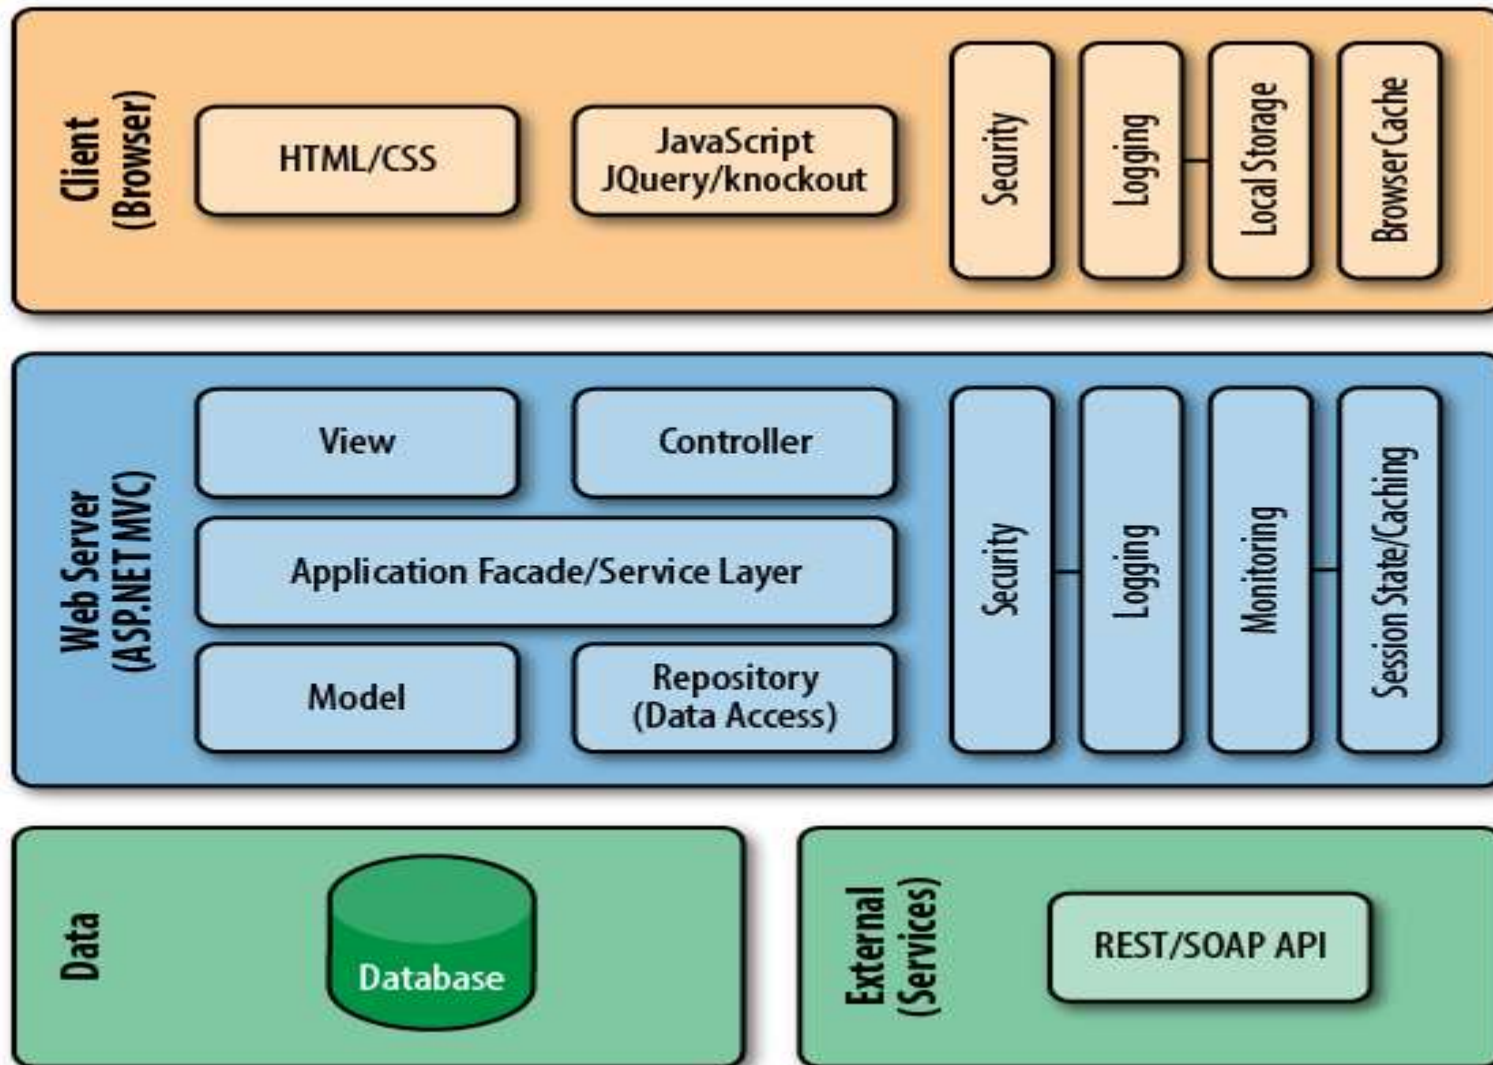 Client
(Browser)
HTML/CSS
JavaScript
JQuery/knockout
Security
Logging
Local Storage
Browser Cache
Web Server
(ASP.NET MVC)
View
Controller
Application Facade/Service Layer
Model
Repository
(Data Access)
Security
Logging
Monitoring
Session State/Caching
Data
Database
External
(Services)
REST/SOAP API